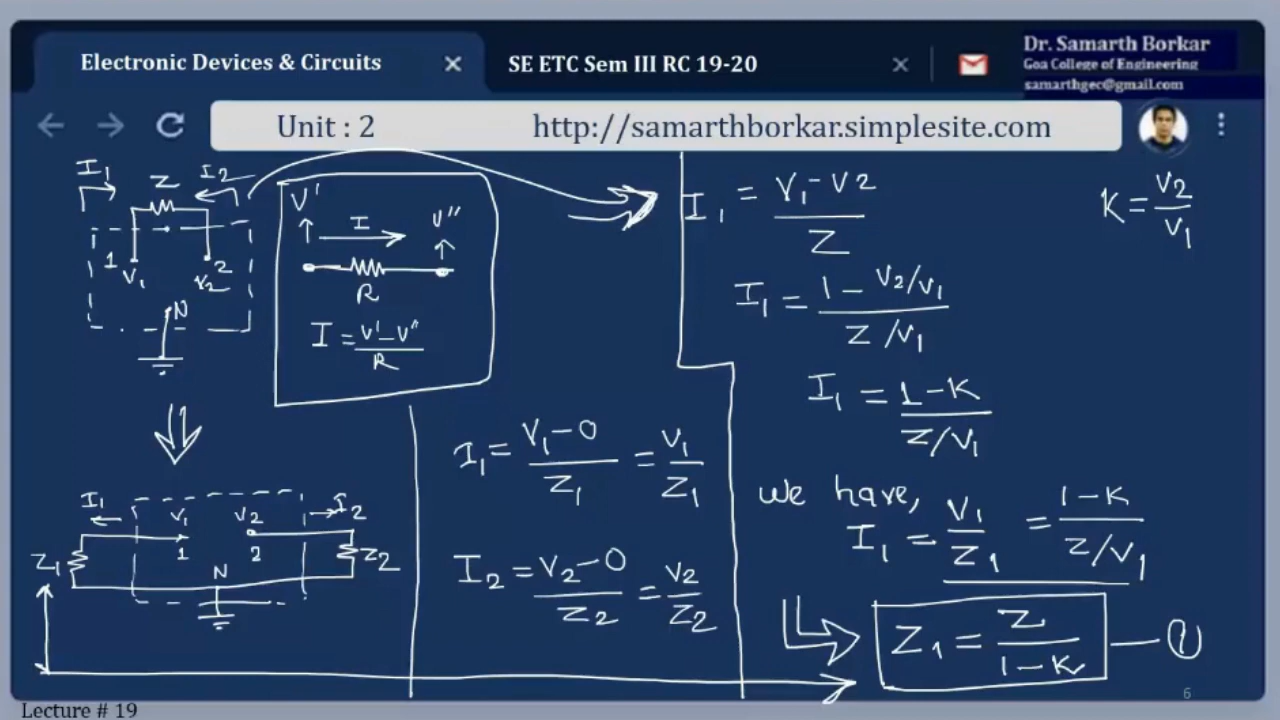 Electronic Devices & Circuits
SE ETC Sem III RC 19-20
Dr. Samarth Borkar
Goa College of Engineering
samarthgec@gmail.com
Unit : 2 http://samarthborkar.simplesite.com
I1 Z I2
1 V1 V2 2
N
V' I V"
R
I = V' - V" / R
I1 = V1 - V2 / Z
K = V2 / V1
I1 = 1 - V2/V1 / Z/V1
I1 = 1 - K / Z/V1
I1 V1 V2 I2
Z1 1 2 Z2
N
I1 = V1 - 0 / Z1 = V1 / Z1
I2 = V2 - 0 / Z2 = V2 / Z2
we have,
I1 = V1 / Z1 = 1 - K / Z/V1
Z1 = Z / 1 - K — ①
6
Lecture # 19